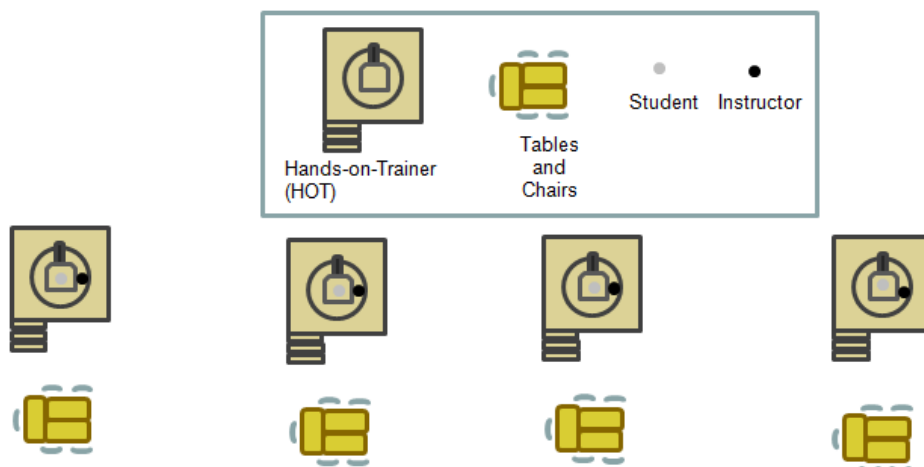 Student
Instructor
Hands-on-Trainer
(HOT)
Tables
and
Chairs